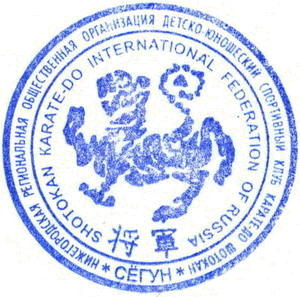 НИЖЕГОРОДСКАЯ РЕГИОНАЛЬНАЯ ОБЩЕСТВЕННАЯ ОРГАНИЗАЦИЯ ДЕТСКО-ЮНОШЕСКИЙ СПОРТИВНЫЙ КЛУБ КАРАТЕ-ДО ШОТОКАН
* СЁГУН *
SHOTOKAN KARATE-DO INTERNATIONAL FEDERATION OF RUSSIA
将軍